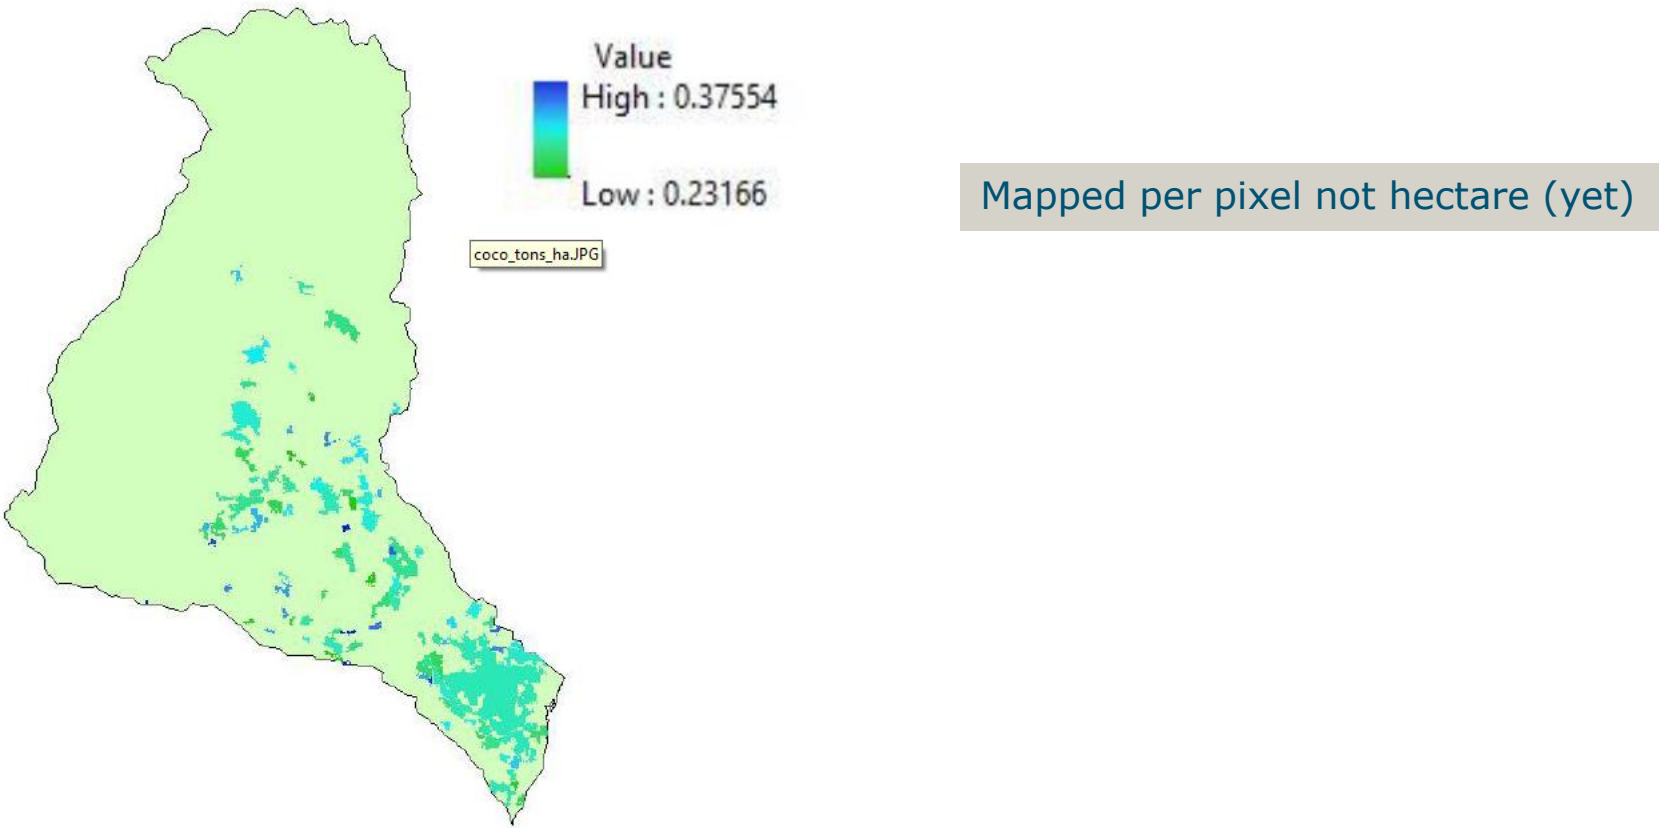 Value
High : 0.37554
Low : 0.23166
Mapped per pixel not hectare (yet)
coco_tons_ha.JPG